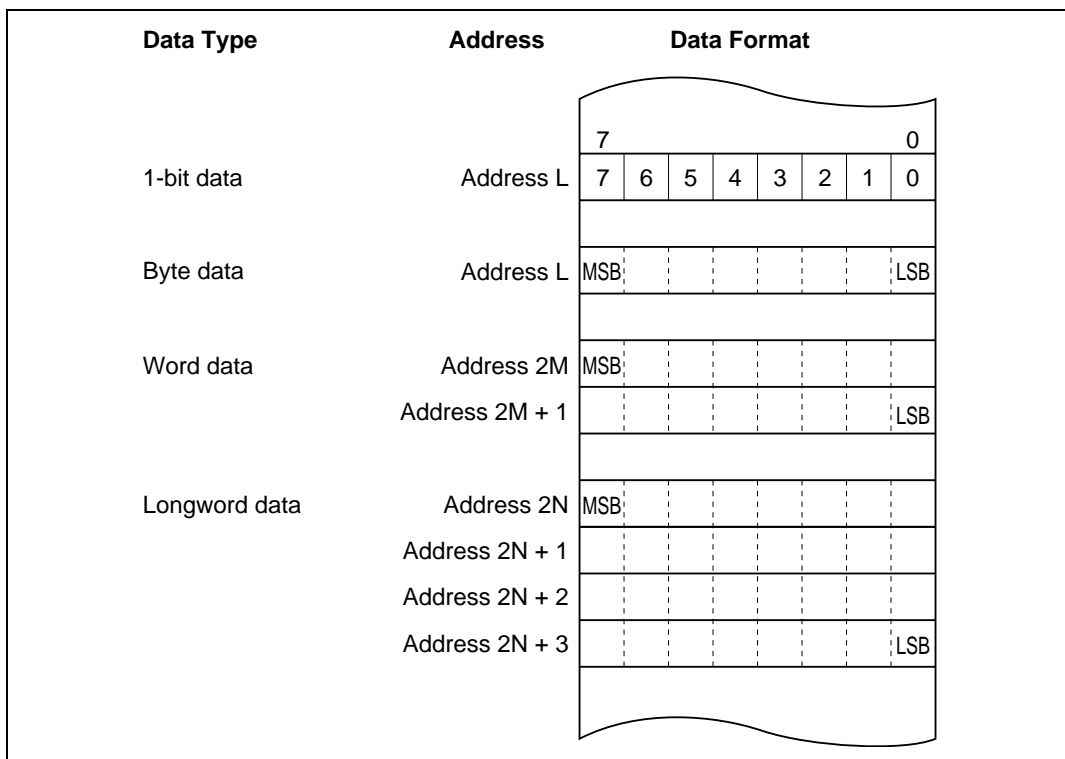 Data Type Address Data Format
7 0
1-bit data Address L 7 6 5 4 3 2 1 0
Byte data Address L MSB LSB
Word data Address 2M MSB
Address 2M + 1 LSB
Longword data Address 2N MSB
Address 2N + 1
Address 2N + 2
Address 2N + 3 LSB